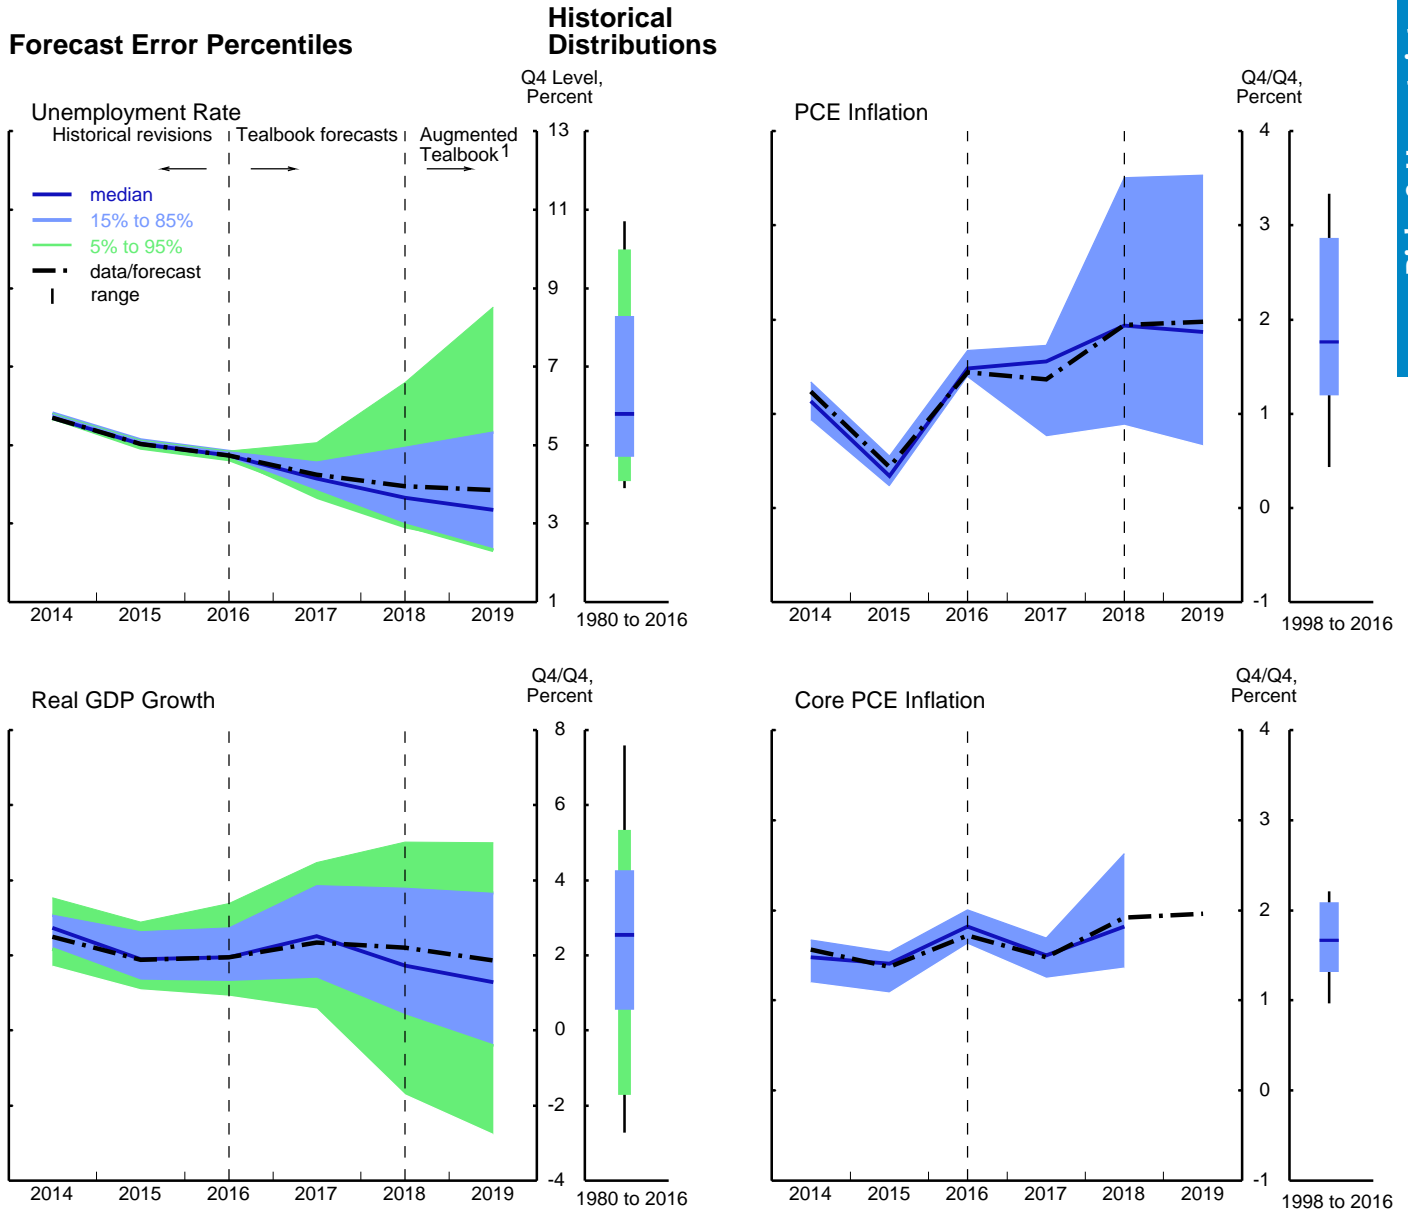 Forecast Error Percentiles
Historical
Distributions
Unemployment Rate
Q4 Level,
Percent
Historical revisions
Tealbook forecasts
Augmented
Tealbook1
median
15% to 85%
5% to 95%
data/forecast
range
13
11
9
7
5
3
1
2014 2015 2016 2017 2018 2019
1980 to 2016
PCE Inflation
Q4/Q4,
Percent
4
3
2
1
0
-1
2014 2015 2016 2017 2018 2019
1998 to 2016
Real GDP Growth
Q4/Q4,
Percent
8
6
4
2
0
-2
-4
2014 2015 2016 2017 2018 2019
1980 to 2016
Core PCE Inflation
Q4/Q4,
Percent
4
3
2
1
0
-1
2014 2015 2016 2017 2018 2019
1998 to 2016